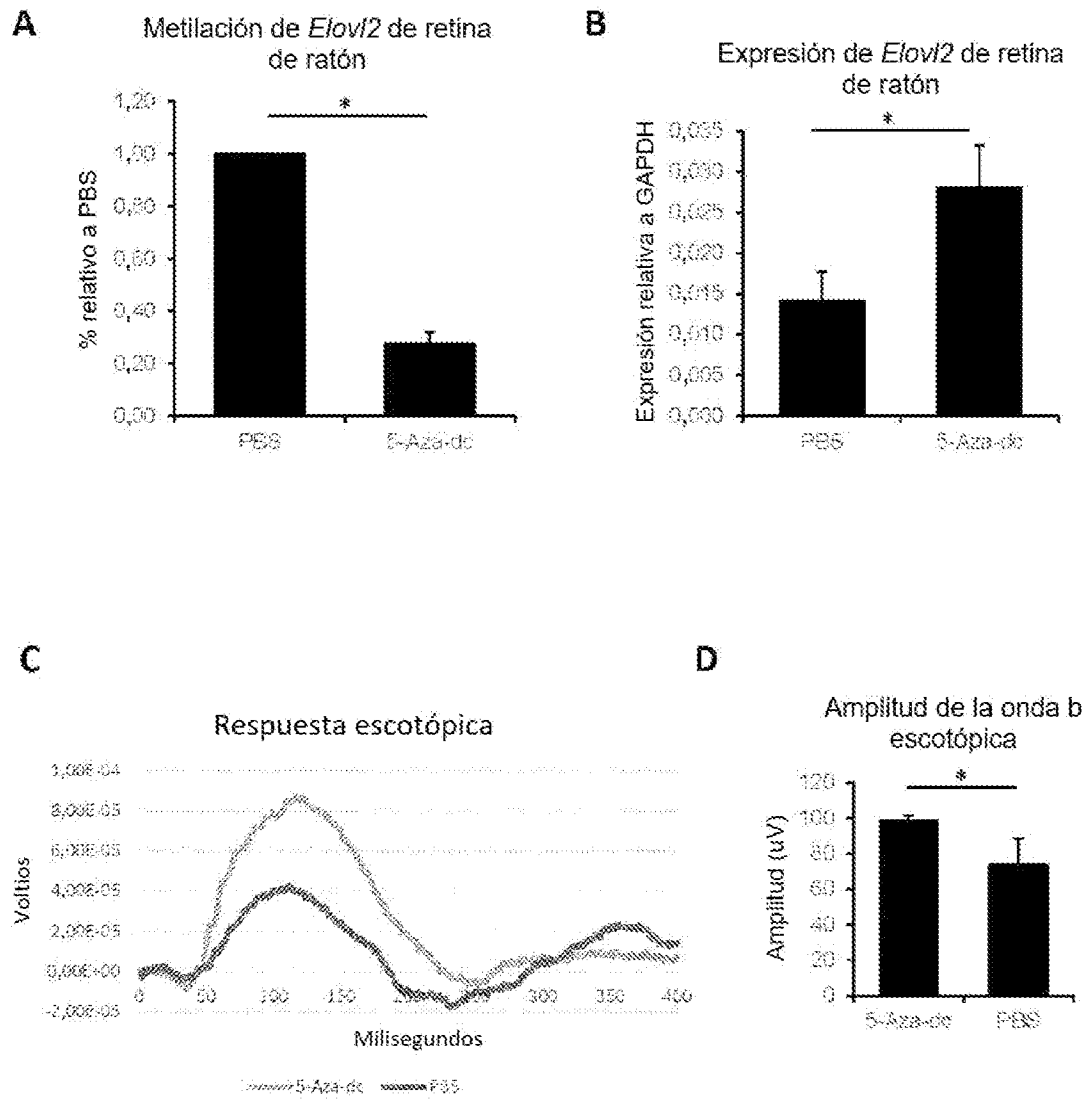 A
Metilación de Elovl2 de retina
de ratón
*
1,20
1,00
0,80
0,60
0,40
0,20
0,00
% relativo a PBS
PBS
5-Aza-dc
B
Expresión de Elovl2 de retina
de ratón
*
0,035
0,030
0,025
0,020
0,015
0,010
0,005
0,000
Expresión relativa a GAPDH
PBS
5-Aza-dc
C
Respuesta escotópica
1,00E-04
8,00E-05
6,00E-05
4,00E-05
2,00E-05
0,00E+00
-2,00E-05
Voltios
0
50
100
150
200
250
300
350
400
Milisegundos
5-Aza-dc
PBS
D
Amplitud de la onda b
escotópica
*
120
100
80
60
40
20
0
Amplitud (uV)
5-Aza-dc
PBS